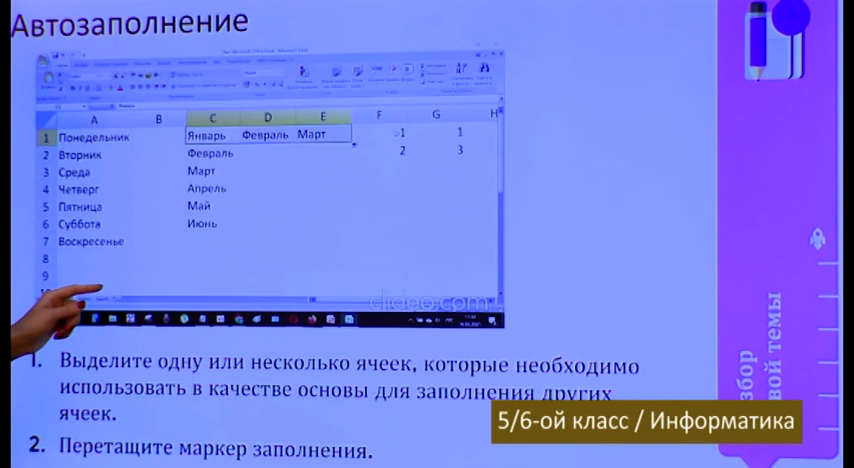 Автозаполнение
A B C D E F G H
1 Понедельник Январь Февраль Март 1 1
2 Вторник Февраль 2 3
3 Среда Март
4 Четверг Апрель
5 Пятница Май
6 Суббота Июнь
7 Воскресенье
8
9
clideo.com
1. Выделите одну или несколько ячеек, которые необходимо
использовать в качестве основы для заполнения других
ячеек.
2. Перетащите маркер заполнения.
5/6-ой класс / Информатика